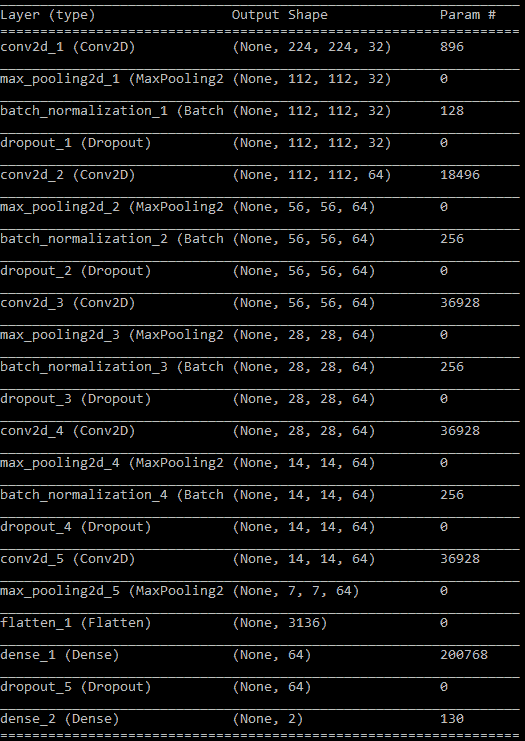 Layer (type) Output Shape Param #
conv2d_1 (Conv2D) (None, 224, 224, 32) 896
max_pooling2d_1 (MaxPooling2 (None, 112, 112, 32) 0
batch_normalization_1 (Batch (None, 112, 112, 32) 128
dropout_1 (Dropout) (None, 112, 112, 32) 0
conv2d_2 (Conv2D) (None, 112, 112, 64) 18496
max_pooling2d_2 (MaxPooling2 (None, 56, 56, 64) 0
batch_normalization_2 (Batch (None, 56, 56, 64) 256
dropout_2 (Dropout) (None, 56, 56, 64) 0
conv2d_3 (Conv2D) (None, 56, 56, 64) 36928
max_pooling2d_3 (MaxPooling2 (None, 28, 28, 64) 0
batch_normalization_3 (Batch (None, 28, 28, 64) 256
dropout_3 (Dropout) (None, 28, 28, 64) 0
conv2d_4 (Conv2D) (None, 28, 28, 64) 36928
max_pooling2d_4 (MaxPooling2 (None, 14, 14, 64) 0
batch_normalization_4 (Batch (None, 14, 14, 64) 256
dropout_4 (Dropout) (None, 14, 14, 64) 0
conv2d_5 (Conv2D) (None, 14, 14, 64) 36928
max_pooling2d_5 (MaxPooling2 (None, 7, 7, 64) 0
flatten_1 (Flatten) (None, 3136) 0
dense_1 (Dense) (None, 64) 200768
dropout_5 (Dropout) (None, 64) 0
dense_2 (Dense) (None, 2) 130